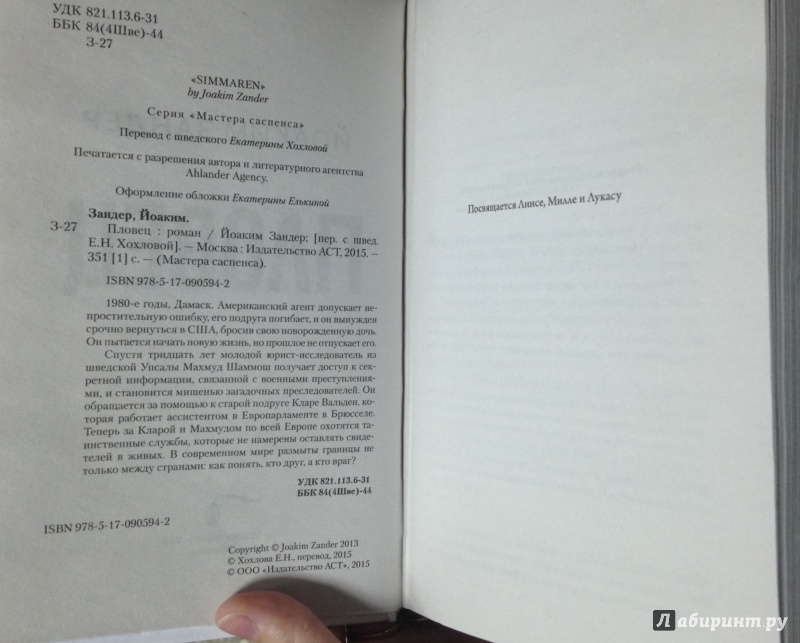 УДК 821.113.6-31
ББК 84(4Шве)-44
З-27
«SIMMAREN»
by Joakim Zander
Серия «Мастера саспенса»
Перевод с шведского Екатерины Хохловой
Печатается с разрешения автора и литературного агентства
Ahlander Agency.
Оформление обложки Екатерины Елькиной
Зандер, Йоаким.
З-27
Пловец : роман / Йоаким Зандер; [пер. с швед.
Е.Н. Хохловой]. — Москва : Издательство АСТ, 2015. —
351 [1] с. — (Мастера саспенса).
ISBN 978-5-17-090594-2
1980-е годы, Дамаск. Американский агент допускает не-
простительную ошибку, его подруга погибает, и он вынужден
срочно вернуться в США, бросив свою новорожденную дочь.
Он пытается начать новую жизнь, но прошлое не отпускает его.
Спустя тридцать лет молодой юрист-исследователь из
шведской Упсалы Махмуд Шаммош получает доступ к се-
кретной информации, связанной с военными преступления-
ми, и становится мишенью загадочных преследователей. Он
обращается за помощью к старой подруге Кларе Вальден, ко-
торая работает ассистентом в Европарламенте в Брюсселе.
Теперь за Кларой и Махмудом по всей Европе охотятся та-
инственные службы, которые не намерены оставлять свиде-
телей в живых. В современном мире размыты границы не
только между странами: как понять, кто друг, а кто враг?
УДК 821.113.6-31
ББК 84(4Шве)-44
ISBN 978-5-17-090594-2
Copyright © Joakim Zander 2013
© Хохлова Е.Н., перевод, 2015
© ООО «Издательство АСТ», 2015
Посвящается Линсе, Милле и Лукасу
Лабиринт.ру